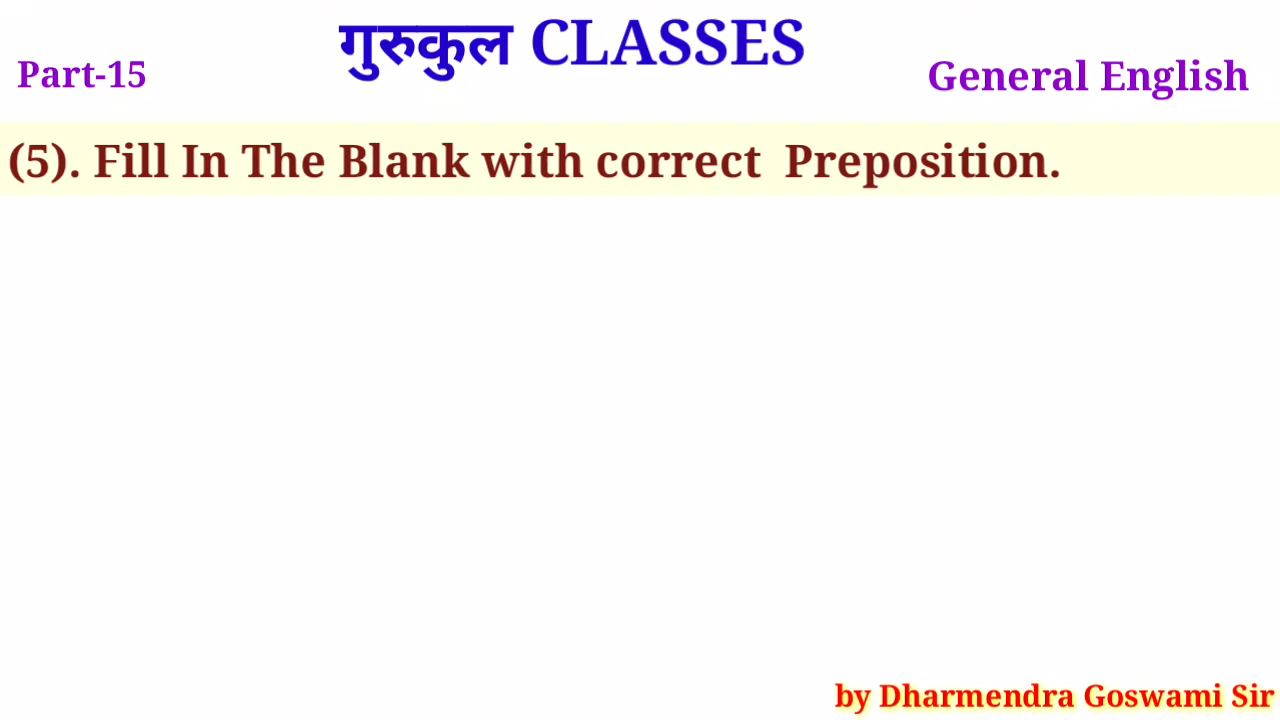 गुरुकुल CLASSES
Part-15
General English
(5). Fill In The Blank with correct Preposition.
by Dharmendra Goswami Sir